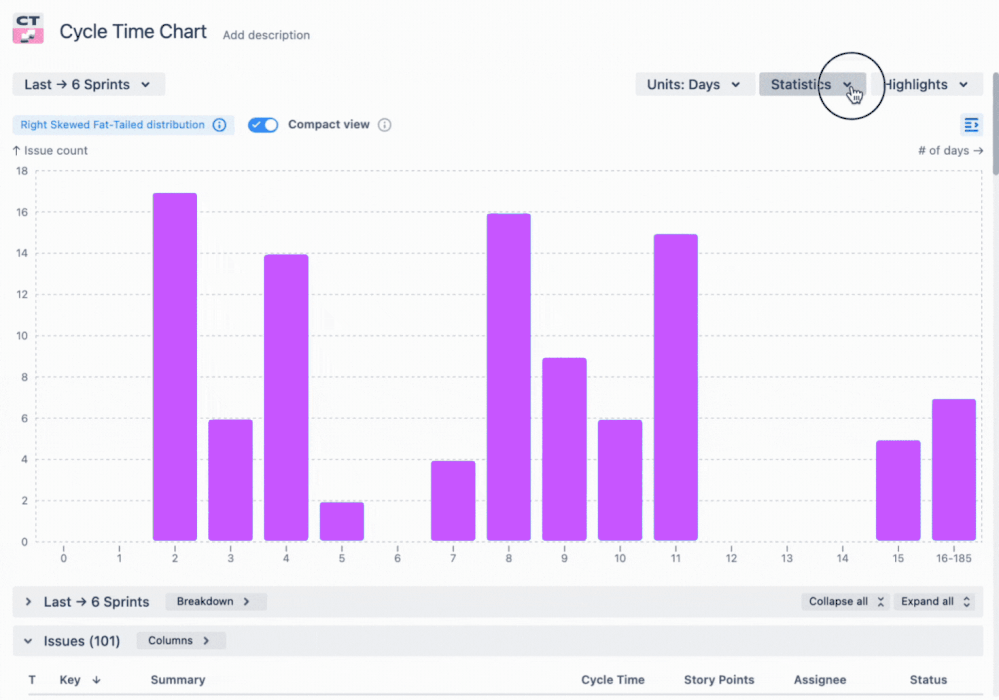 CT
Cycle Time Chart Add description
Last → 6 Sprints Units: Days Statistics Highlights
Right Skewed Fat-Tailed distribution Compact view
↑ Issue count # of days →
18
16
14
12
10
8
6
4
2
0
0 1 2 3 4 5 6 7 8 9 10 11 12 13 14 15 16-185
Last → 6 Sprints Breakdown Collapse all Expand all
Issues (101) Columns
T Key ↓ Summary Cycle Time Story Points Assignee Status